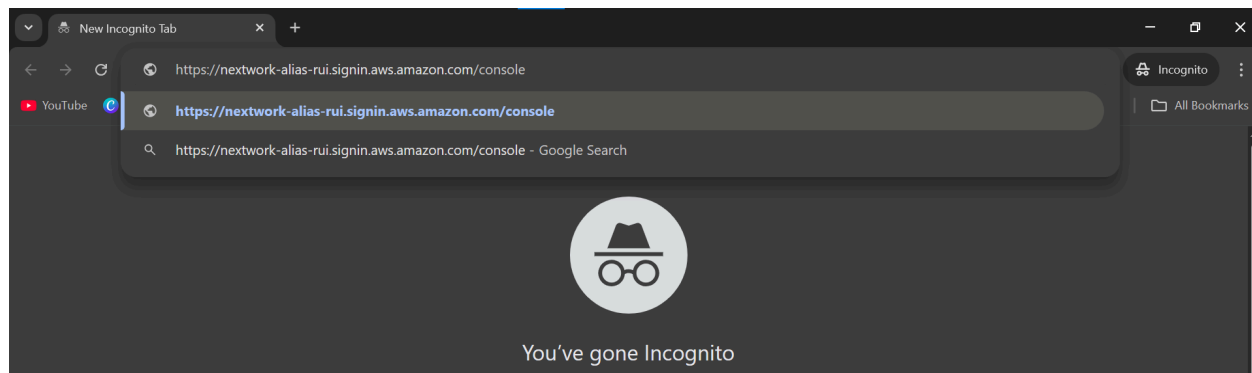 New Incognito Tab
https://nextwork-alias-rui.signin.aws.amazon.com/console
Incognito
YouTube
https://nextwork-alias-rui.signin.aws.amazon.com/console
All Bookmarks
https://nextwork-alias-rui.signin.aws.amazon.com/console - Google Search
You've gone Incognito